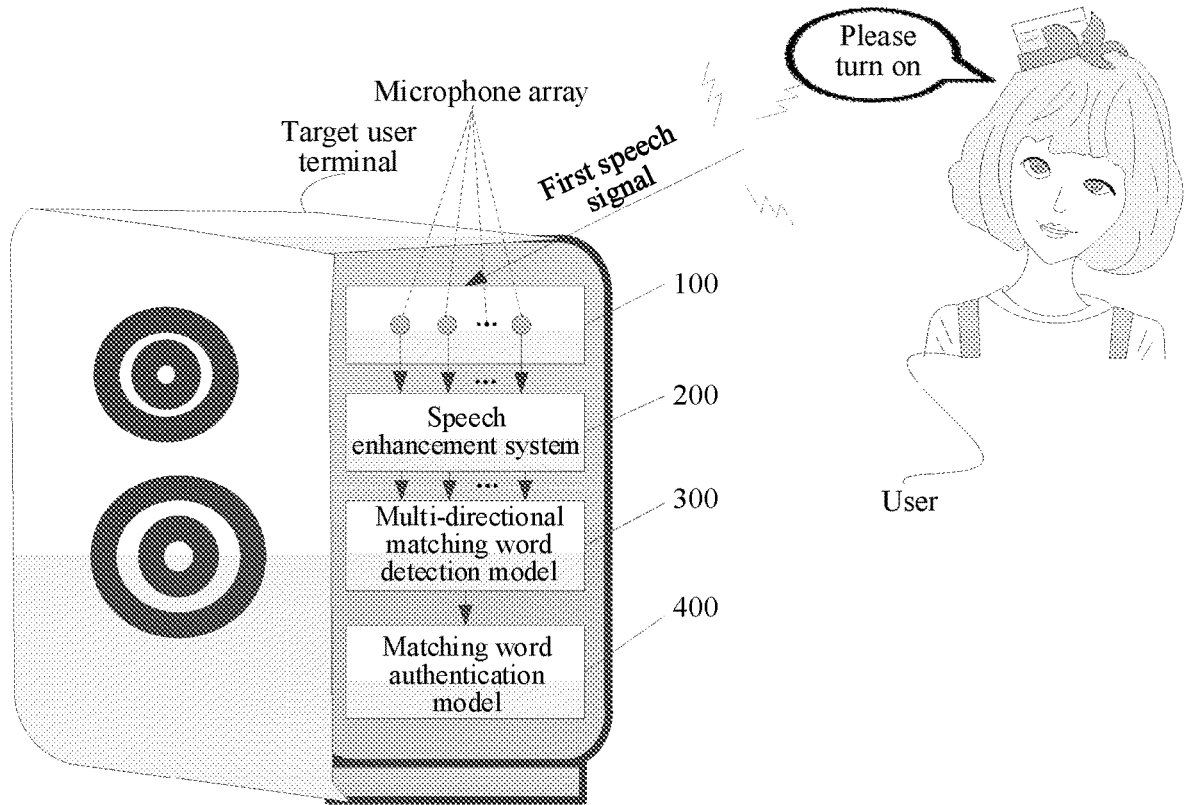 Please
turn on
Microphone array
Target user
terminal
First speech
signal
100
...
...
200
Speech
enhancement system
...
300
Multi-directional
matching word
detection model
User
400
Matching word
authentication
model